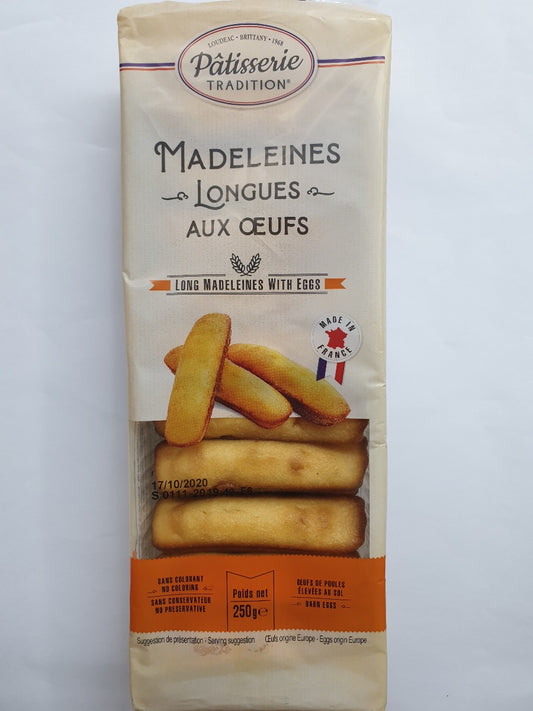 LOUDEAC • BRITTANY • 1968
Pâtisserie
TRADITION®
MADELEINES
LONGUES
AUX ŒUFS
LONG MADELEINES WITH EGGS
MADE IN
FRANCE
17/10/2020
SANS COLORANT
NO COLORING
SANS CONSERVATEUR
NO PRESERVATIVE
Poids net
250g℮
ŒUFS DE POULES
ÉLEVÉES AU SOL
BARN EGGS
Suggestion de présentation - Serving suggestion
Œufs origine Europe - Eggs origin Europe